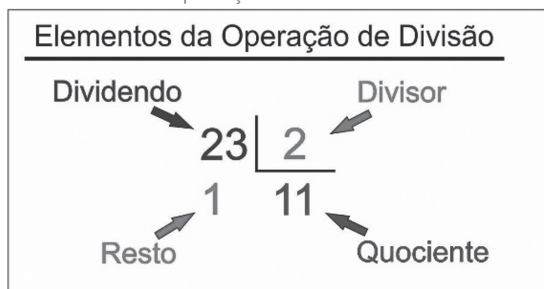 Elementos da Operação de Divisão
Dividendo Divisor
23 2
1 11
Resto Quociente